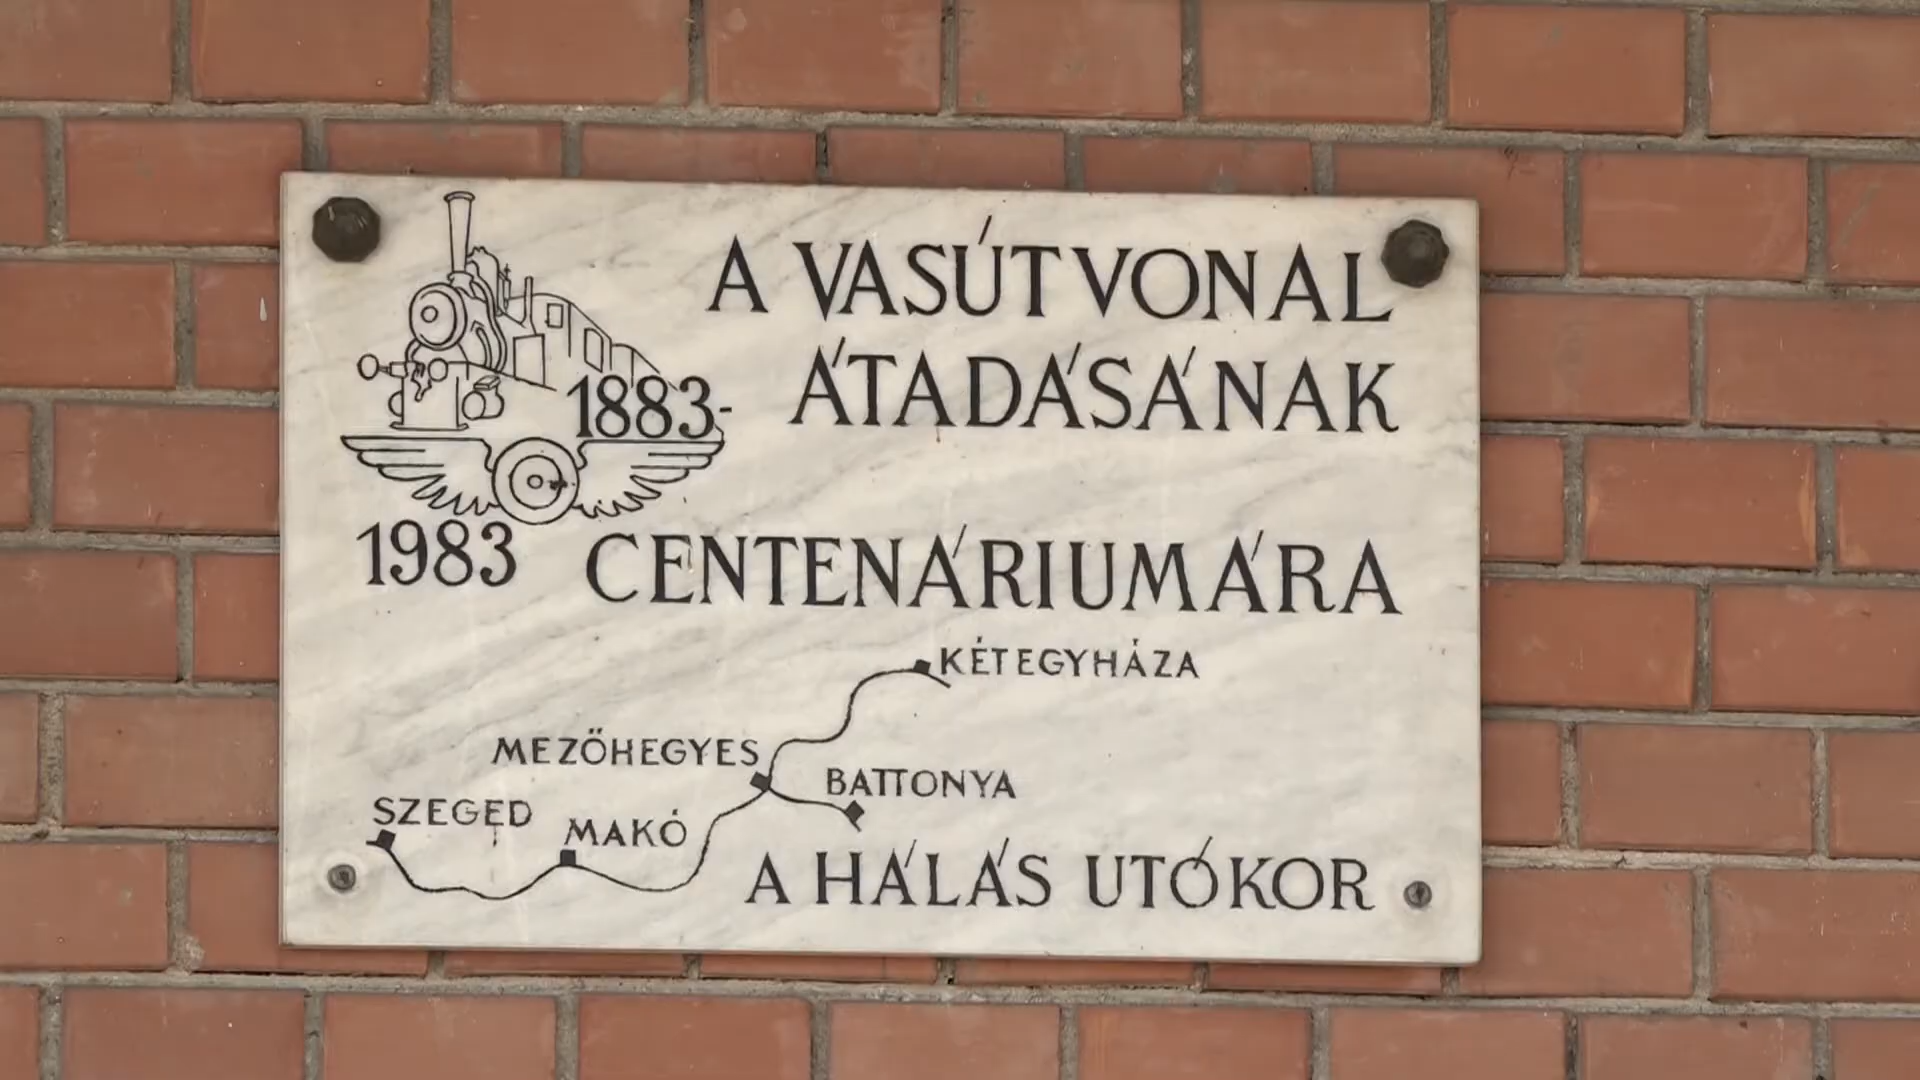 A VASÚTVONAL
ÁTADÁSÁNAK
1883-
1983
CENTENÁRIUMÁRA
KÉTEGYHÁZA
MEZŐHEGYES
BATTONYA
SZEGED
MAKÓ
A HÁLÁS UTÓKOR